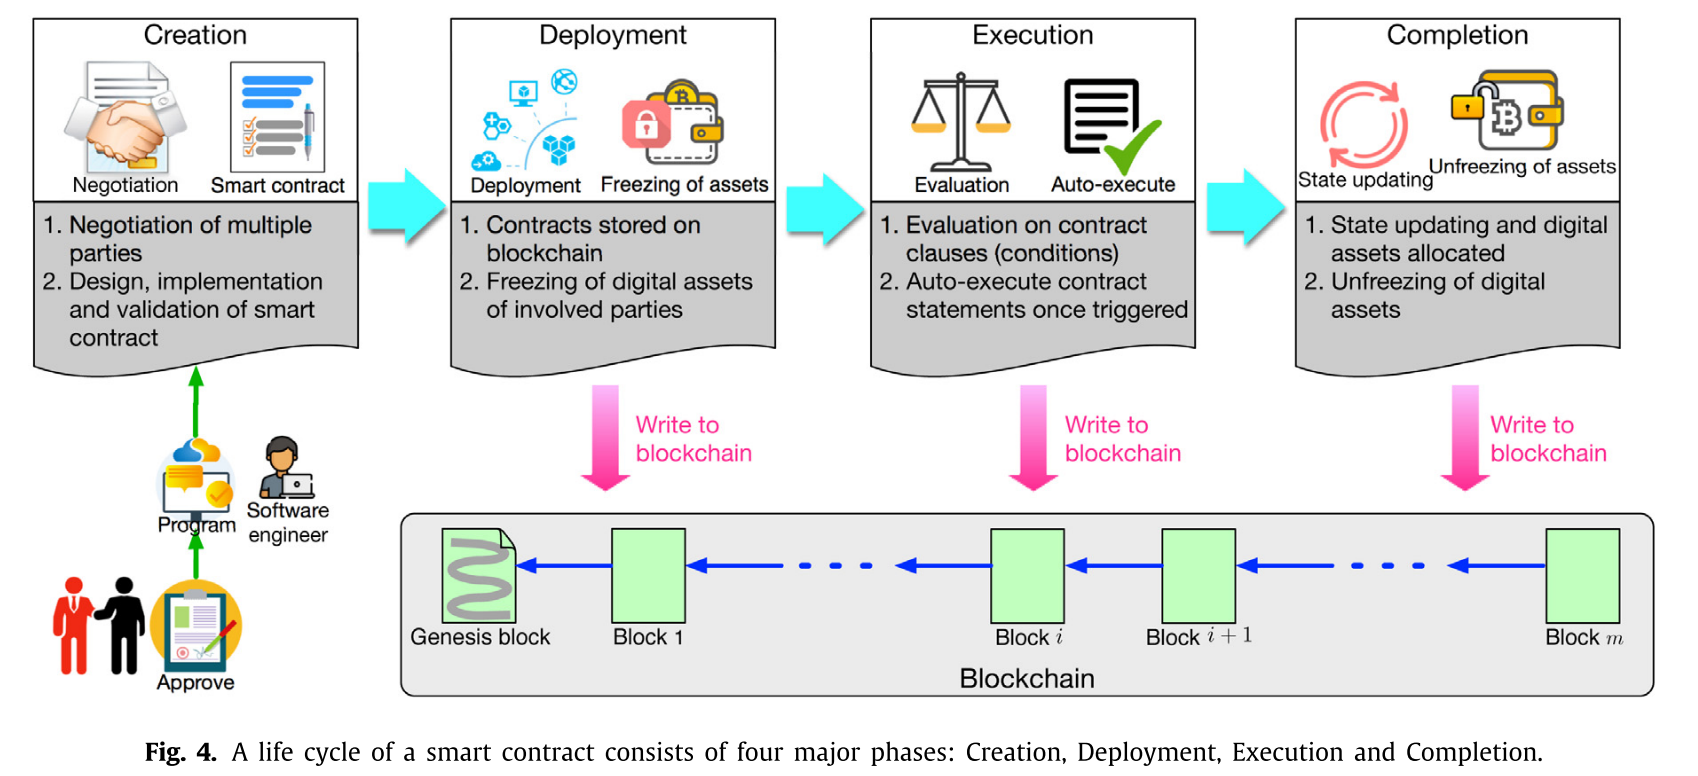 Creation
Negotiation
Smart contract
1. Negotiation of multiple
parties
2. Design, implementation
and validation of smart
contract
Deployment
Deployment
Freezing of assets
1. Contracts stored on
blockchain
2. Freezing of digital assets
of involved parties
Execution
Evaluation
Auto-execute
1. Evaluation on contract
clauses (conditions)
2. Auto-execute contract
statements once triggered
Completion
State updating
Unfreezing of assets
1. State updating and digital
assets allocated
2. Unfreezing of digital
assets
Write to
blockchain
Write to
blockchain
Write to
blockchain
Program
Software
engineer
Approve
Genesis block
Block 1
Block i
Block i + 1
Block m
Blockchain
Fig. 4. A life cycle of a smart contract consists of four major phases: Creation, Deployment, Execution and Completion.